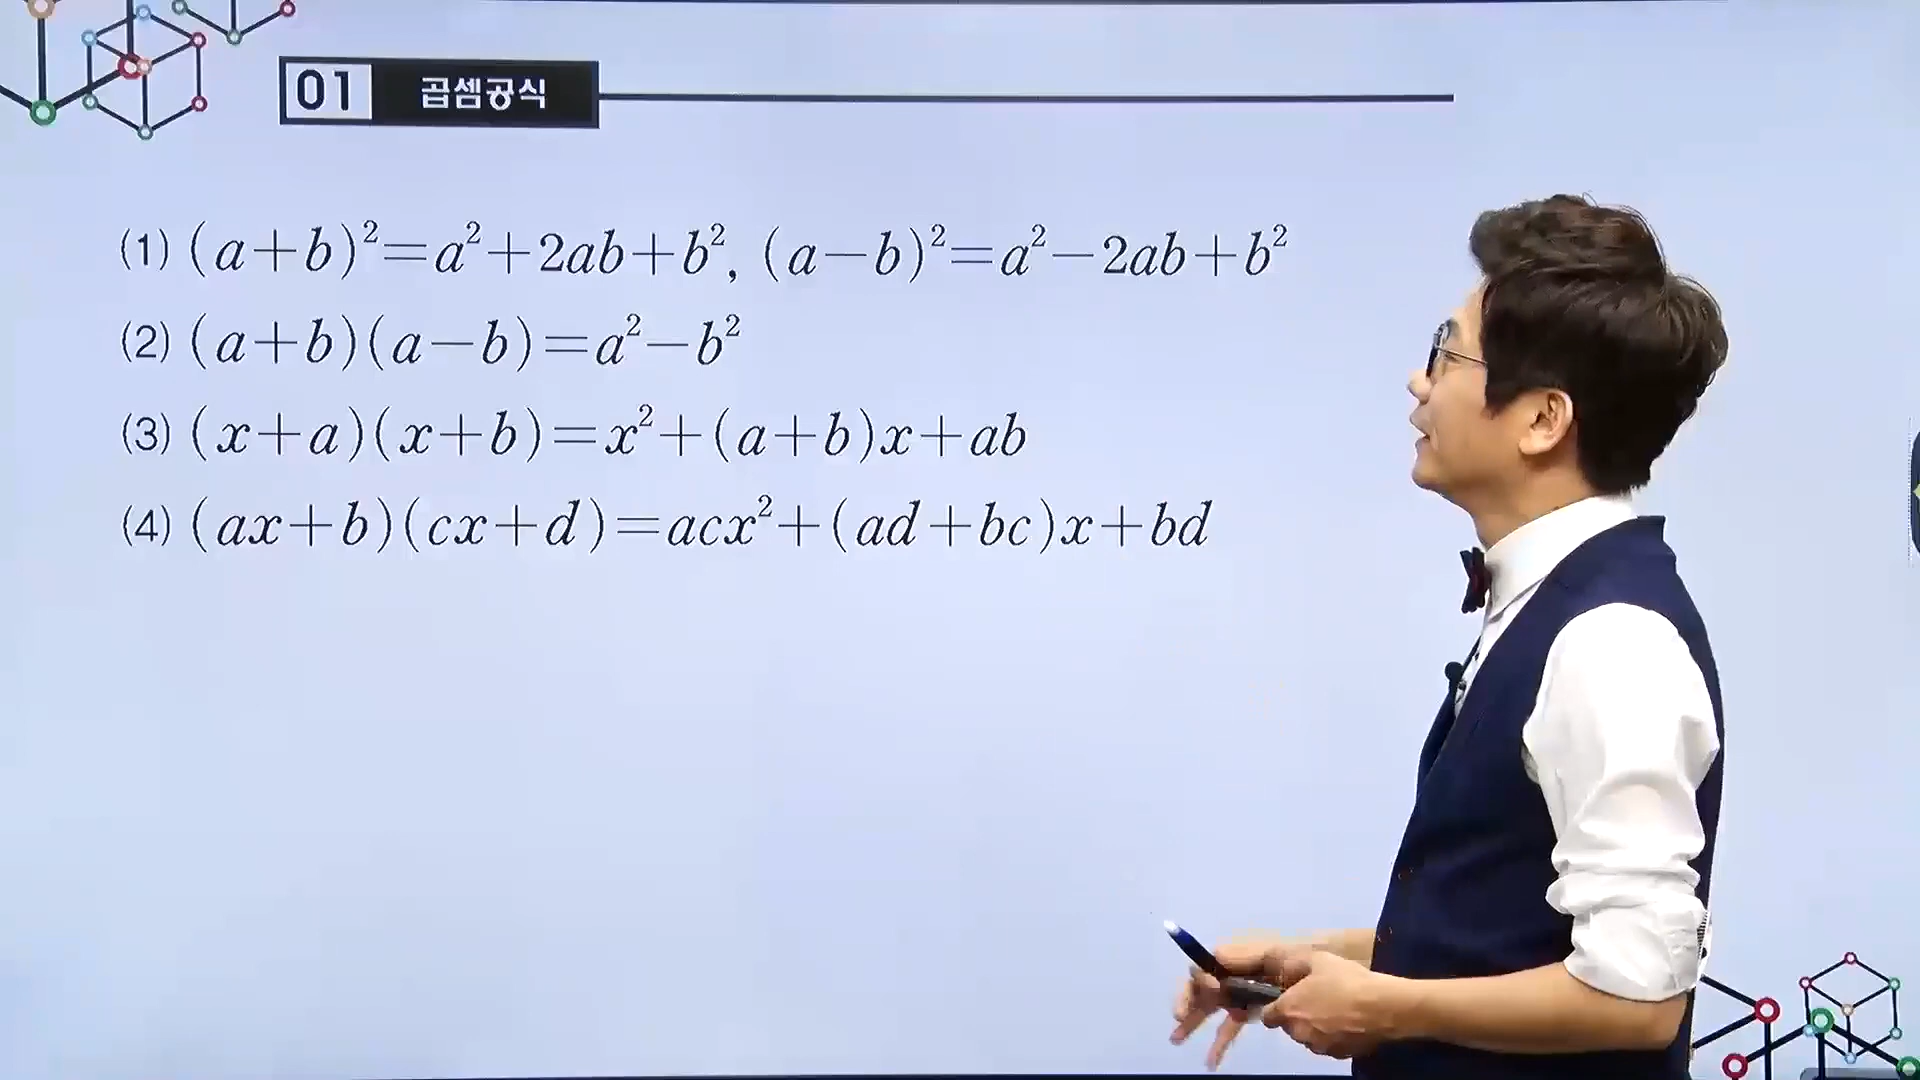 01 곱셈공식
(1) (a+b)²=a²+2ab+b², (a−b)²=a²−2ab+b²
(2) (a+b)(a−b)=a²−b²
(3) (x+a)(x+b)=x²+(a+b)x+ab
(4) (ax+b)(cx+d)=acx²+(ad+bc)x+bd